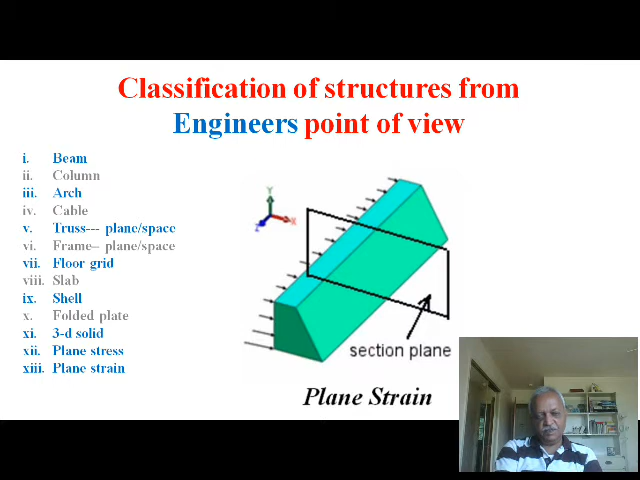 Classification of structures from
Engineers point of view
i. Beam
ii. Column
iii. Arch
iv. Cable
v. Truss--- plane/space
vi. Frame-- plane/space
vii. Floor grid
viii. Slab
ix. Shell
x. Folded plate
xi. 3-d solid
xii. Plane stress
xiii. Plane strain
Y
X
Z
section plane
Plane Strain